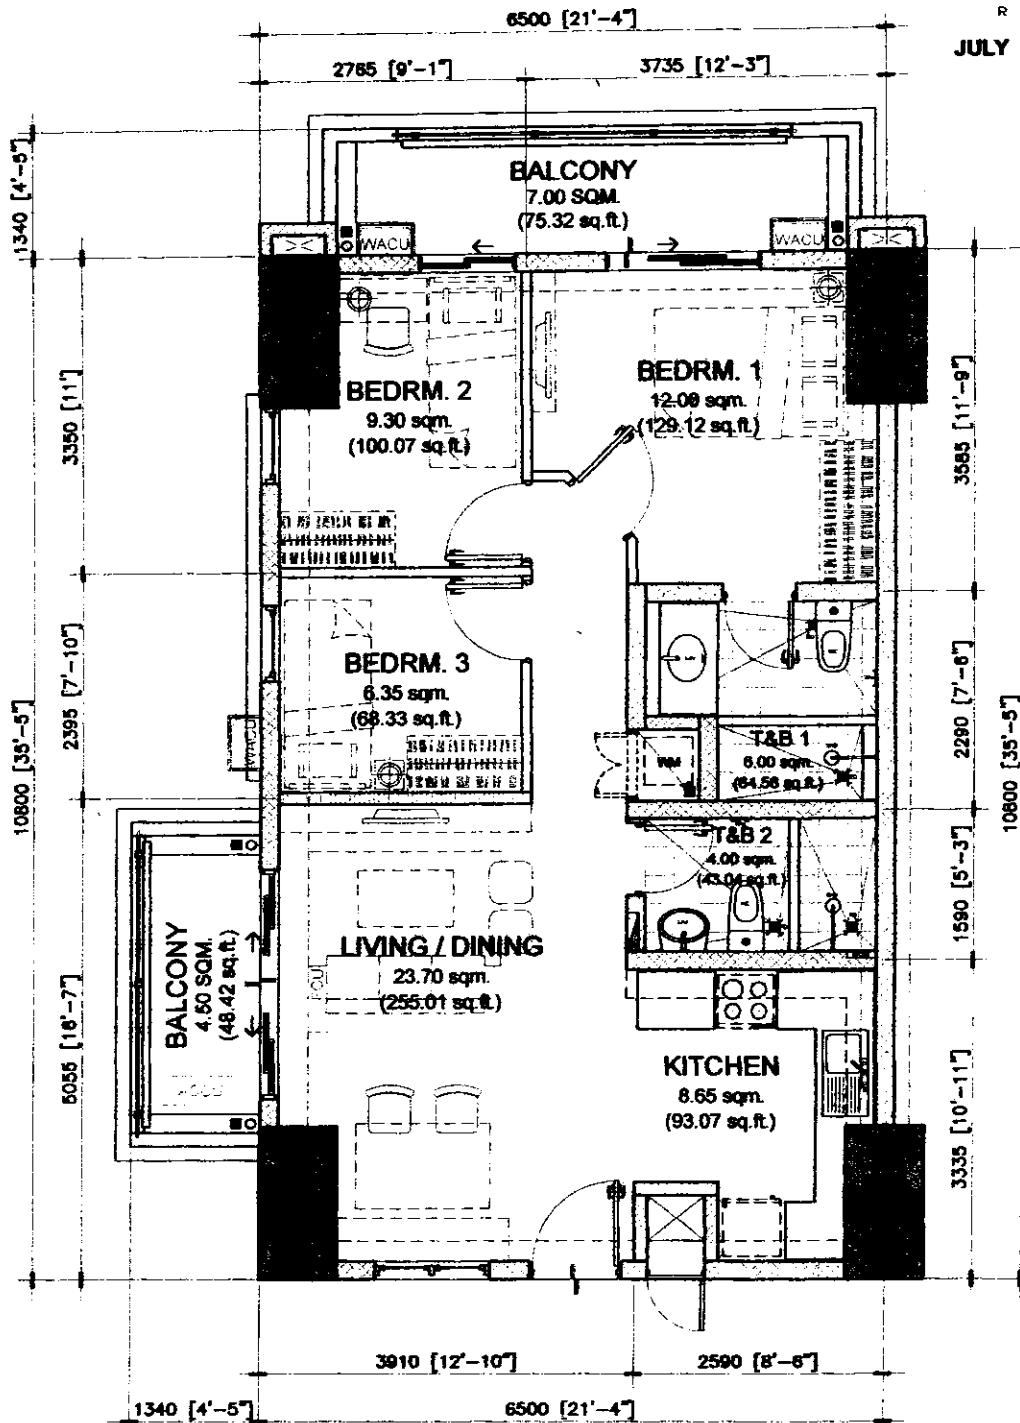 6500 [21'-4"]
R
JULY
2765 [9'-1"]
3735 [12'-3"]
1340 [4'-5"]
BALCONY
7.00 SQM.
(75.32 sq.ft.)
WACU
WACU
3350 [11']
BEDRM. 2
9.30 sqm.
(100.07 sq.ft.)
BEDRM. 1
12.00 sqm.
(129.12 sq.ft.)
3585 [11'-9"]
10800 [35'-5"]
2395 [7'-10"]
BEDRM. 3
6.35 sqm.
(68.33 sq.ft.)
WACU
WM
T&B 1
6.00 sqm.
(64.56 sq.ft.)
2290 [7'-6"]
10800 [35'-5"]
T&B 2
4.00 sqm.
(43.04 sq.ft.)
1590 [5'-3"]
BALCONY
4.50 SQM.
(48.42 sq.ft.)
LIVING / DINING
23.70 sqm.
(255.01 sq.ft.)
5055 [16'-7"]
KITCHEN
8.65 sqm.
(93.07 sq.ft.)
3335 [10'-11"]
3910 [12'-10"]
2590 [8'-6"]
1340 [4'-5"]
6500 [21'-4"]